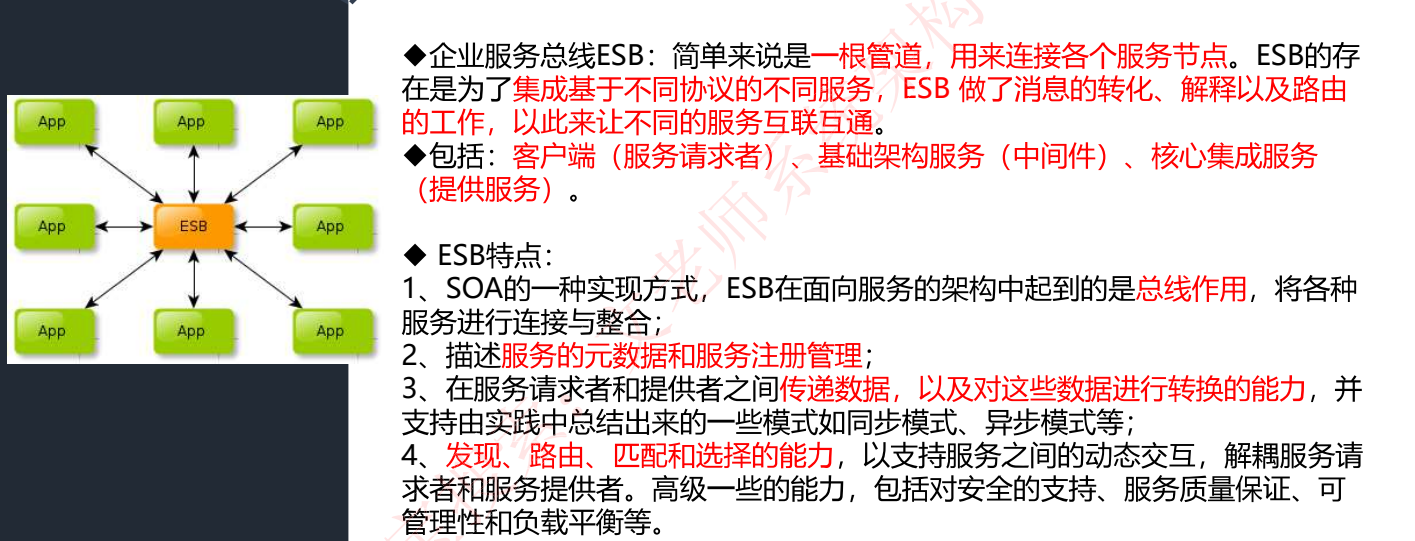 App
App
App
App
ESB
App
App
App
App
◆企业服务总线ESB：简单来说是一根管道，用来连接各个服务节点。ESB的存
在是为了集成基于不同协议的不同服务，ESB 做了消息的转化、解释以及路由
的工作，以此来让不同的服务互联互通。
◆包括：客户端（服务请求者）、基础架构服务（中间件）、核心集成服务
（提供服务）。
◆ ESB特点：
1、SOA的一种实现方式，ESB在面向服务的架构中起到的是总线作用，将各种
服务进行连接与整合；
2、描述服务的元数据和服务注册管理；
3、在服务请求者和提供者之间传递数据，以及对这些数据进行转换的能力，并
支持由实践中总结出来的一些模式如同步模式、异步模式等；
4、发现、路由、匹配和选择的能力，以支持服务之间的动态交互，解耦服务请
求者和服务提供者。高级一些的能力，包括对安全的支持、服务质量保证、可
管理性和负载平衡等。